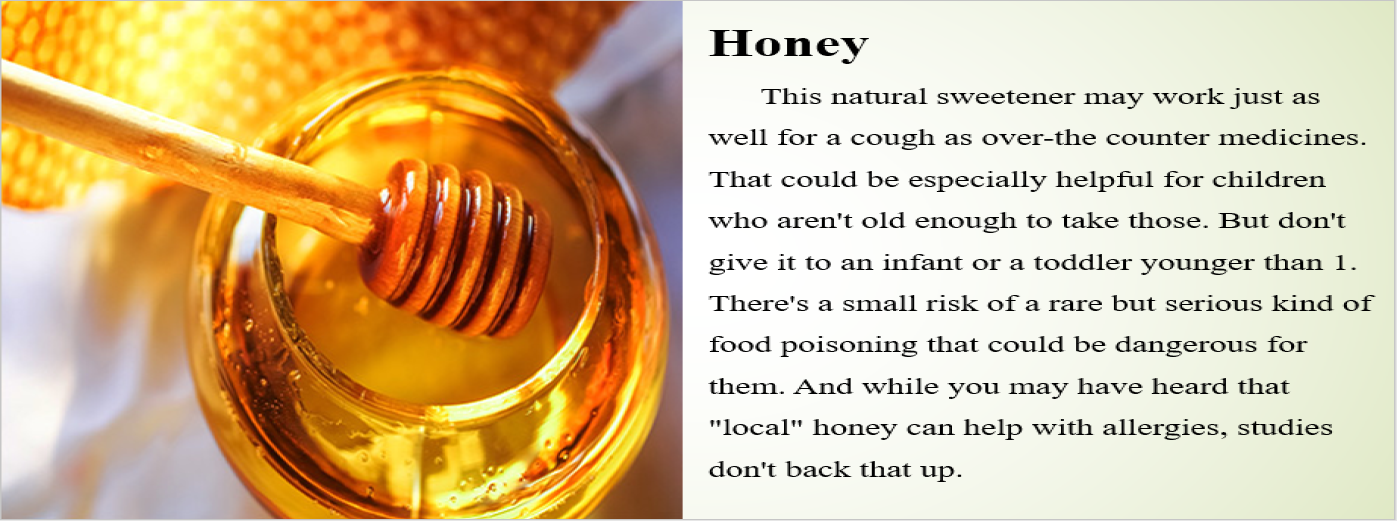 Honey
This natural sweetener may work just as
well for a cough as over-the counter medicines.
That could be especially helpful for children
who aren't old enough to take those. But don't
give it to an infant or a toddler younger than 1.
There's a small risk of a rare but serious kind of
food poisoning that could be dangerous for
them. And while you may have heard that
"local" honey can help with allergies, studies
don't back that up.